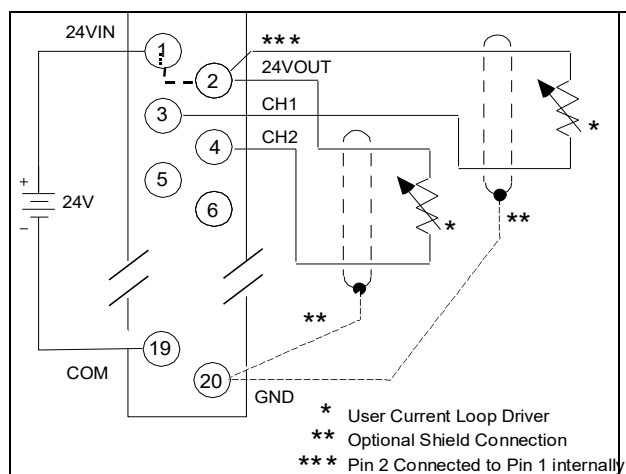 24VIN
1
***
2
24VOUT
3
CH1
*
4
CH2
5
+
24V
6
**
*
−
**
19
COM
20
GND
* User Current Loop Driver
** Optional Shield Connection
*** Pin 2 Connected to Pin 1 internally